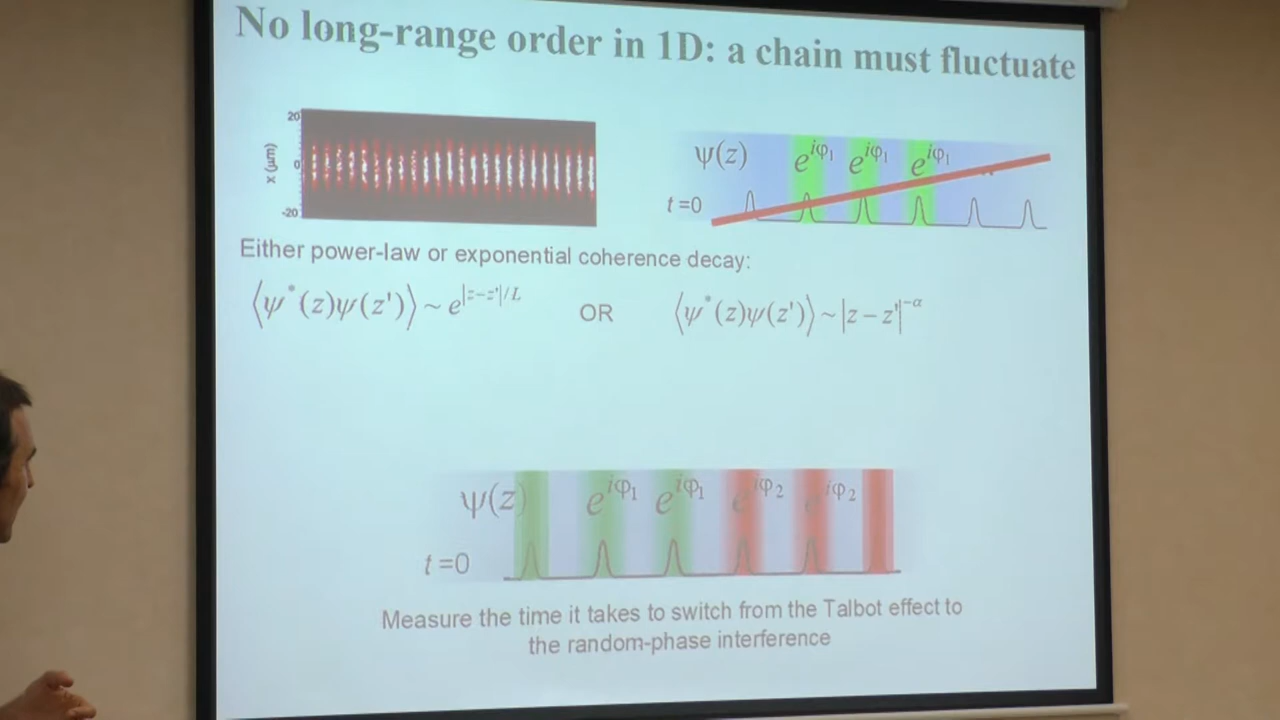 No long-range order in 1D: a chain must fluctuate
20
x (μm)
0
-20
ψ(z) e^{iφ₁} e^{iφ₁} e^{iφ₁}
t=0
Either power-law or exponential coherence decay:
⟨ψ*(z)ψ(z')⟩ ~ e^{|z-z'|/L} OR ⟨ψ*(z)ψ(z')⟩ ~ |z - z'|^{-α}
ψ(z) e^{iφ₁} e^{iφ₁} e^{iφ₂} e^{iφ₂}
t=0
Measure the time it takes to switch from the Talbot effect to
the random-phase interference